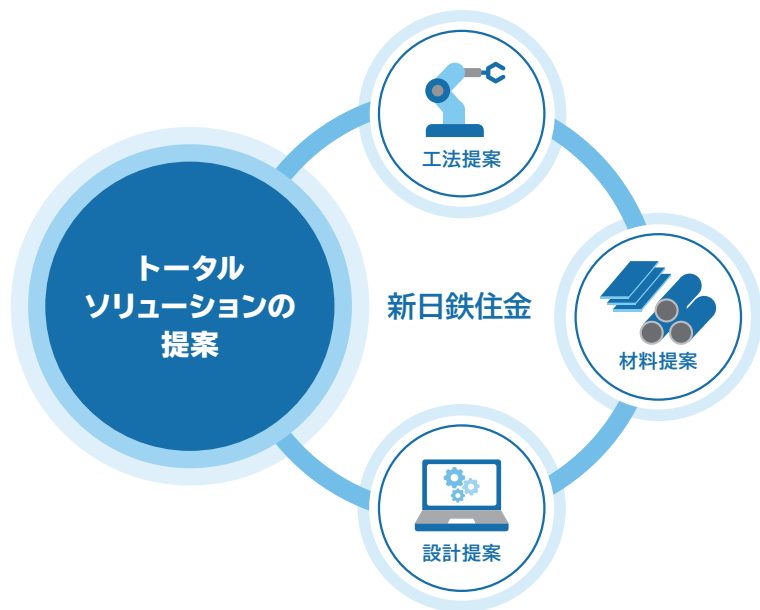 工法提案
トータル
ソリューションの
提案
新日鉄住金
材料提案
設計提案